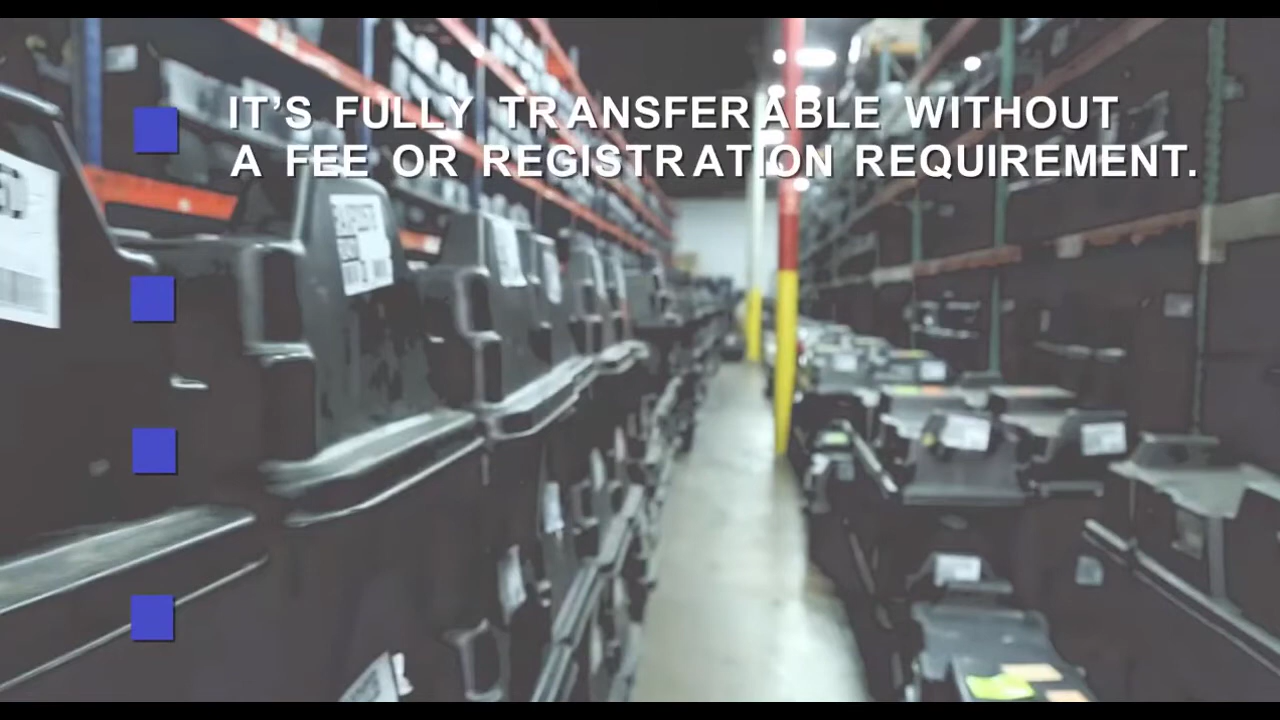 IT'S FULLY TRANSFERABLE WITHOUT
A FEE OR REGISTRATION REQUIREMENT.